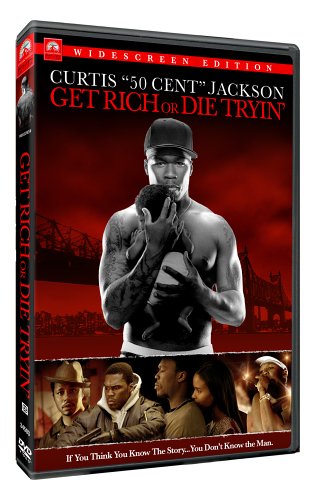 WIDESCREEN EDITION
CURTIS "50 CENT" JACKSON
GET RICH OR DIE TRYIN'
GET RICH OR DIE TRYIN'
If You Think You Know The Story...You Don't Know the Man.
DVD